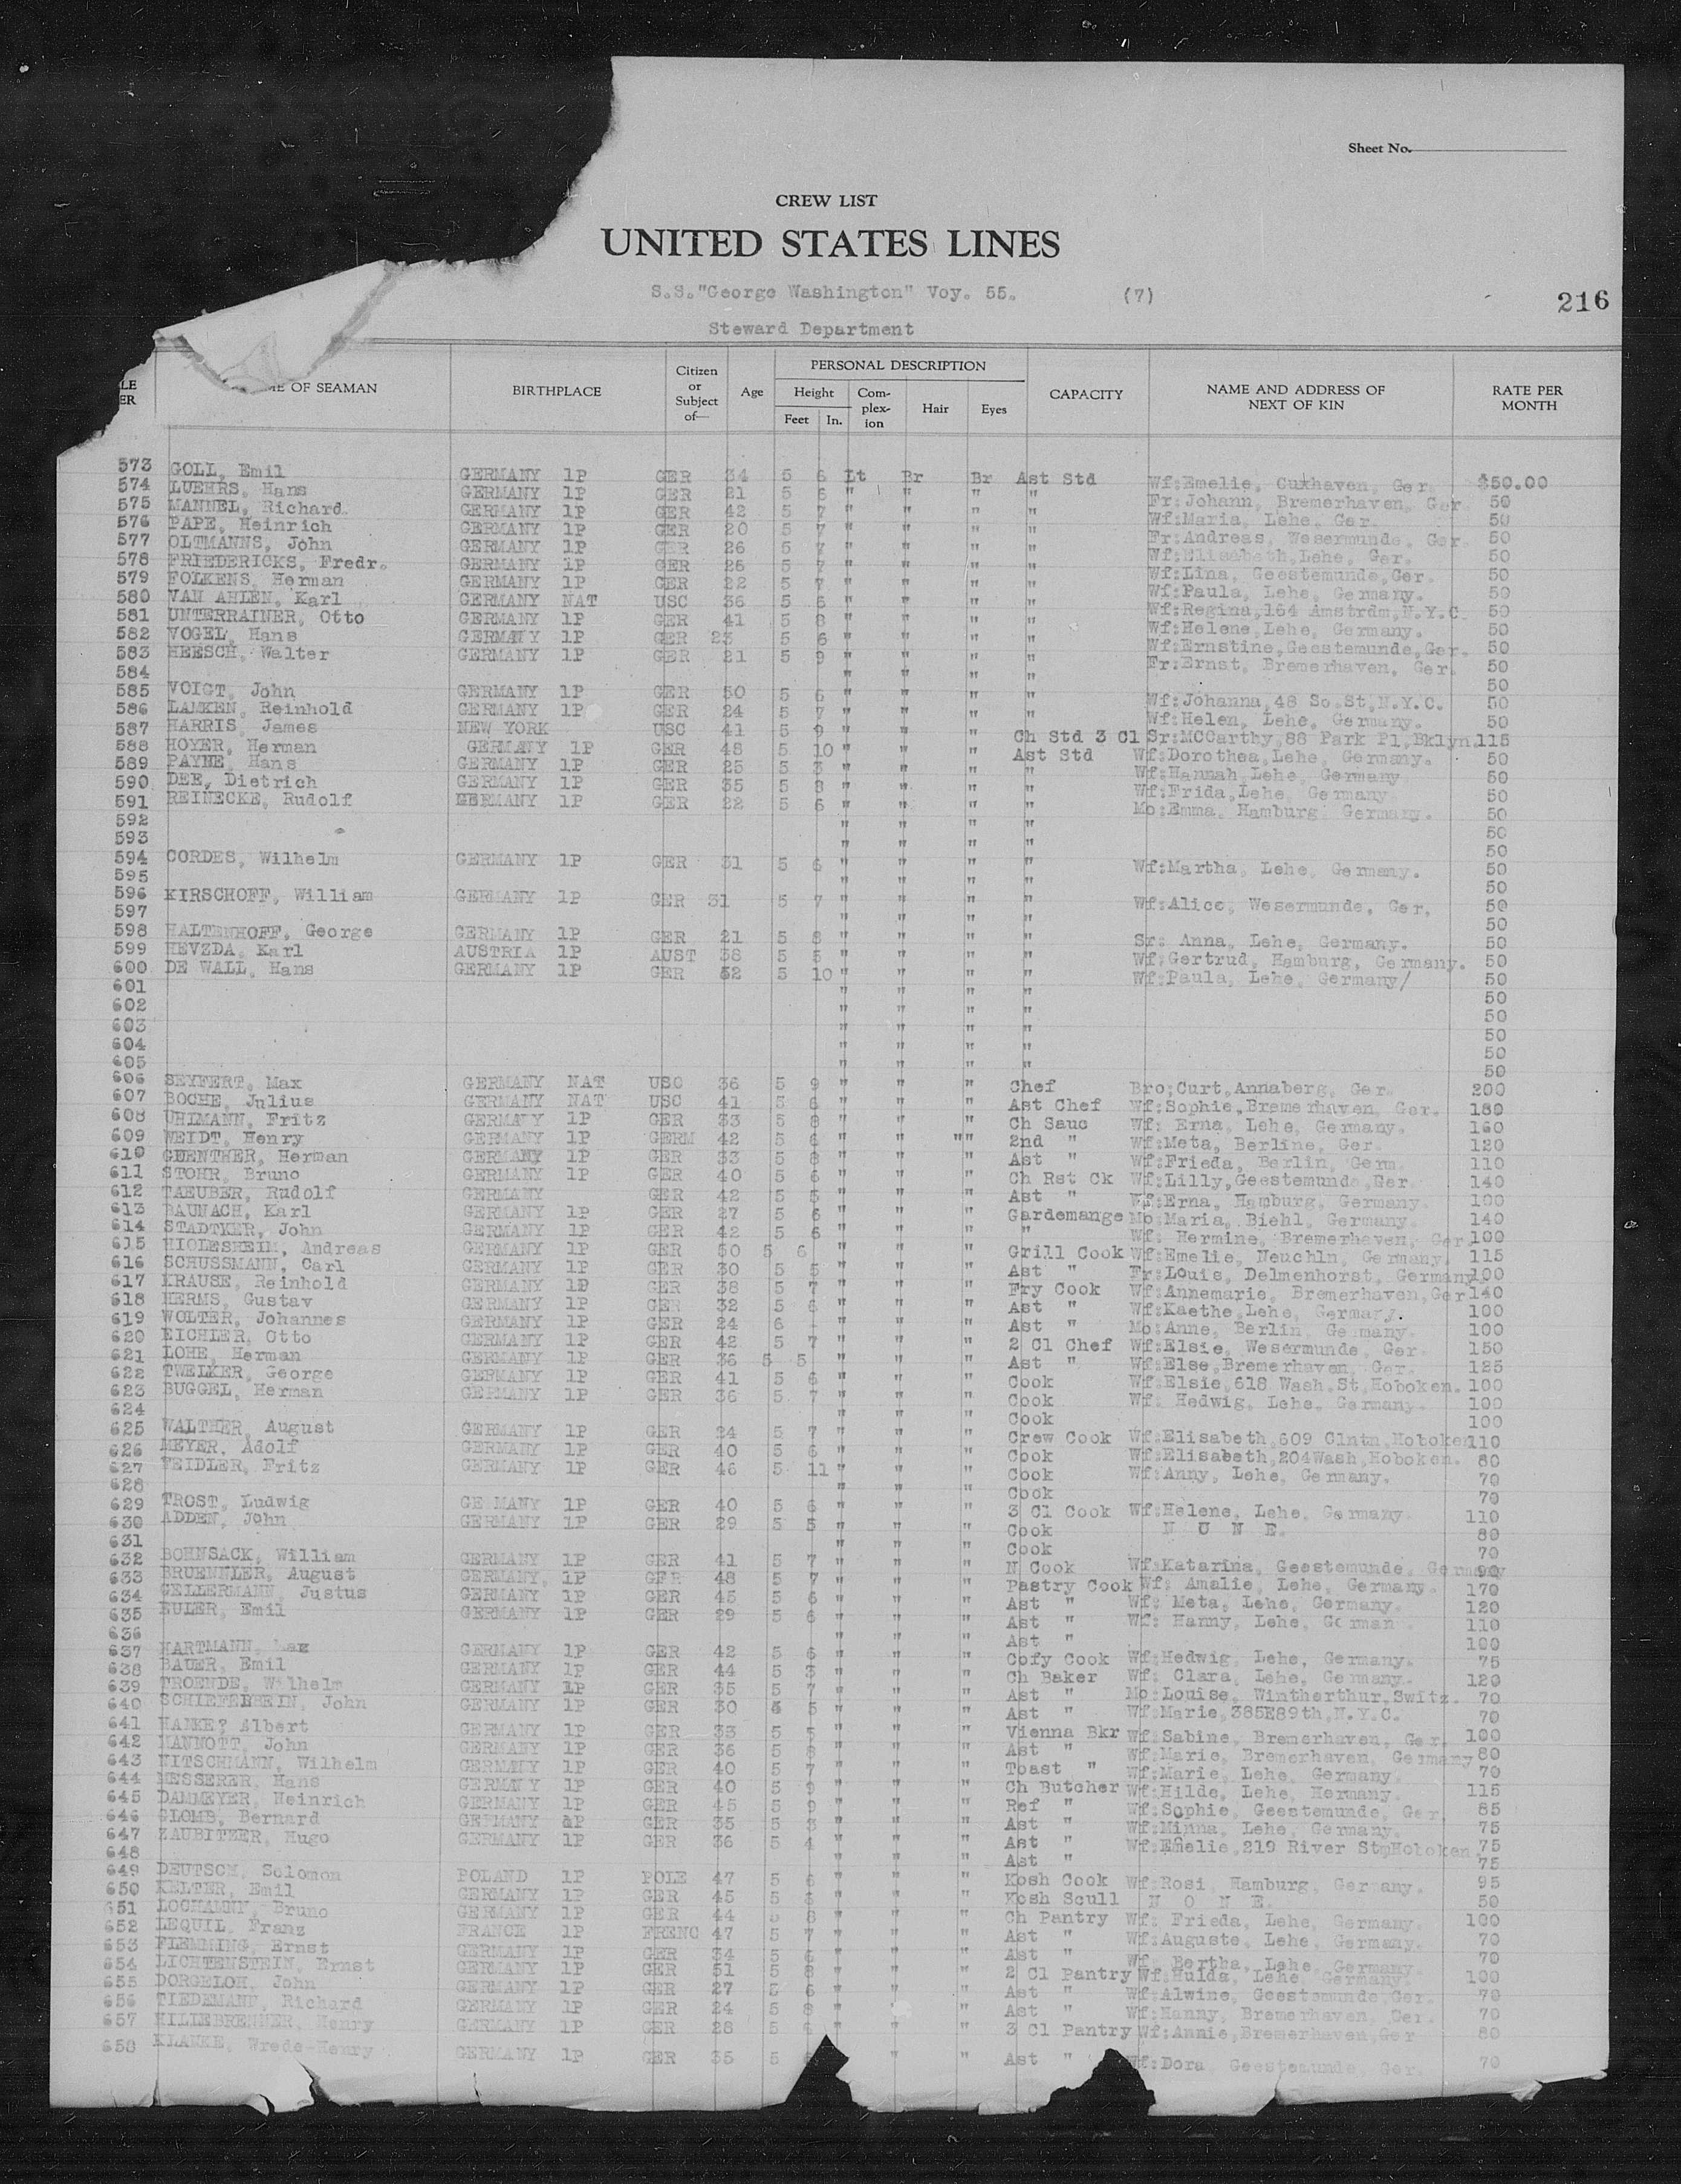 Sheet No.
CREW LIST
UNITED STATES LINES
S.S."George Washington" Voy. 55. (7)
216
Steward Department
LE ER ME OF SEAMAN BIRTHPLACE Citizen or Subject of— Age PERSONAL DESCRIPTION Height Feet In. Com-plex-ion Hair Eyes CAPACITY NAME AND ADDRESS OF NEXT OF KIN RATE PER MONTH
573 GOLL, Emil GERMANY 1P GER 34 5 6 Lt Br Br Ast Std Wf:Emelie, Cuxhaven, Ger. $50.00
574 LUEHRS, Hans GERMANY 1P GER 21 5 6 " " " " Fr:Johann, Bremerhaven, Ger. 50
575 MANNEL, Richard. GERMANY 1P GER 42 5 7 " " " " Wf:Maria, Lehe, Ger. 50
576 PAPE, Heinrich GERMANY 1P GER 20 5 7 " " " " Fr:Andreas, Wesermunde, Ger. 50
577 OLTMANNS, John GERMANY 1P GER 26 5 7 " " " " Wf:Elisabeth,Lehe, Ger. 50
578 FRIEDERICKS, Fredr. GERMANY 1P GER 26 5 7 " " " " Wf:Lina, Geestemunde,Ger. 50
579 FOLKENS, Herman GERMANY 1P GER 22 5 7 " " " " Wf:Paula, Lehe, Germany. 50
580 VAN AHLEN, Karl GERMANY NAT USC 36 5 5 " " " " Wf:Regina,164 Amstrdm,N.Y.C. 50
581 UNTERRAINER, Otto GERMANY 1P GER 41 5 8 " " " " Wf:Helene,Lehe, Germany. 50
582 VOGEL, Hans GERMANY 1P GER 23 5 6 " " " " Wf:Ernstine,Geestemunde,Ger. 50
583 HEESCH, Walter GERMANY 1P GER 21 5 9 " " " " Fr:Ernst, Bremerhaven, Ger. 50
584 " " " " 50
585 VOIGT, John GERMANY 1P GER 50 5 6 " " " " Wf:Johanna,48 So.St,N.Y.C. 50
586 LAMKEN, Reinhold GERMANY 1P GER 24 5 7 " " " " Wf:Helen, Lehe, Germany. 50
587 HARRIS, James NEW YORK USC 41 5 9 " " " Ch Std 3 Cl Sr:MCCarthy,88 Park Pl,Bklyn. 115
588 HOYER, Herman GERMANY 1P GER 48 5 10 " " " Ast Std Wf:Dorothea,Lehe, Germany. 50
589 PAYNE, Hans GERMANY 1P GER 25 5 3 " " " " Wf:Hannah,Lehe, Germany 50
590 DEE, Dietrich GERMANY 1P GER 35 5 8 " " " " Wf:Frida,Lehe, Germany 50
591 REINECKE, Rudolf GERMANY 1P GER 22 5 6 " " " " Mo:Emma, Hamburg, Germany. 50
592 " " " " 50
593 " " " " 50
594 CORDES, Wilhelm GERMANY 1P GER 31 5 6 " " " " Wf:Martha, Lehe, Germany. 50
595 " " " " 50
596 KIRSCHOFF, William GERMANY 1P GER 31 5 7 " " " " Wf:Alice, Wesermunde, Ger. 50
597 " " " " 50
598 HALTENHOFF, George GERMANY 1P GER 21 5 8 " " " " Sr: Anna, Lehe, Germany. 50
599 HEVZDA, Karl AUSTRIA 1P AUST 38 5 5 " " " " Wf:Gertrud, Hamburg, Germany. 50
600 DE WALL, Hans GERMANY 1P GER 52 5 10 " " " " Wf:Paula, Lehe, Germany/ 50
601 " " " " 50
602 " " " " 50
603 " " " " 50
604 " " " " 50
605 " " " " 50
606 SEYFERT, Max GERMANY NAT USC 36 5 9 " " " Chef Bro;Curt,Annaberg, Ger. 200
607 BOCHE, Julius GERMANY NAT USC 41 5 6 " " " Ast Chef Wf:Sophie,Bremerhaven, Ger. 180
608 UHIMANN, Fritz GERMANY 1P GER 33 5 8 " " " Ch Sauc Wf: Erna, Lehe, Germany. 160
609 WEIDT, Henry GERMANY 1P GERM 42 5 6 " " "" 2nd " Wf:Meta, Berline, Ger. 120
610 GUENTHER, Herman GERMANY 1P GER 33 5 8 " " " Ast " Wf:Frieda, Berlin, Germ. 110
611 STOHR, Bruno GERMANY 1P GER 40 5 6 " " " Ch Rst Ck Wf:Lilly,Geestemunde,Ger. 140
612 TAEUBER, Rudolf GERMANY GER 42 5 5 " " " Ast " Wf:Erna, Hamburg, Germany. 100
613 DAUNACH, Karl GERMANY 1P GER 27 5 6 " " " Gardemange Mo:Maria, Biehl, Germany. 140
614 STADTKER, John GERMANY 1P GER 42 5 6 " " " " Wf: Hermine, Bremerhaven, Ger. 100
615 HIOLESHEIM, Andreas GERMANY 1P GER 50 5 6 " " " Grill Cook Wf:Emelie, Neuchln, Germany. 115
616 SCHUSSMANN, Carl GERMANY 1P GER 30 5 5 " " " Ast " Fr:Louis, Delmenhorst, Germany. 100
617 KRAUSE, Reinhold GERMANY 1P GER 38 5 7 " " " Fry Cook Wf:Annemarie, Bremerhaven,Ger 140
618 HERMS, Gustav GERMANY 1P GER 32 5 6 " " " Ast " Wf:Kaethe,Lehe, Germany. 100
619 WOLTER, Johannes GERMANY 1P GER 24 6 - " " " Ast " Mo:Anne, Berlin, Germany. 100
620 EICHLER, Otto GERMANY 1P GER 42 5 7 " " " 2 Cl Chef Wf:Elsie, Wesermunde, Ger. 150
621 LOHE, Herman GERMANY 1P GER 36 5 5 " " " Ast " Wf:Else,Bremerhaven, Ger. 125
622 TWELKER, George GERMANY 1P GER 41 5 6 " " " Cook Wf:Elsie,618 Wash.St,Hoboken. 100
623 BUGGEL, Herman GERMANY 1P GER 36 5 7 " " " Cook Wf: Hedwig, Lehe, Germany. 100
624 " " " Cook 100
625 WALTHER, August GERMANY 1P GER 24 5 7 " " " Crew Cook Wf:Elisabeth,609 Clntn,Hoboken 110
626 MEYER, Adolf GERMANY 1P GER 40 5 6 " " " Cook Wf:Elisabeth,204Wash,Hoboken. 80
627 FEIDLER, Fritz GERMANY 1P GER 46 5 11 " " " Cook Wf:Anny, Lehe, Germany. 70
628 " " " Cook 70
629 TROST, Ludwig GE MANY 1P GER 40 5 6 " " " 3 Cl Cook Wf:Helene, Lehe, Germany. 110
630 ADDEN, John GERMANY 1P GER 29 5 5 " " " Cook N U N E. 80
631 " " " Cook 70
632 BOHNSACK, William GERMANY 1P GER 41 5 7 " " " N Cook Wf:Katarina, Geestemunde, Germany 90
633 BRUENNLER, August GERMANY, 1P GER 48 5 7 " " " Pastry Cook Wf: Amalie, Lehe, Germany. 170
634 GELLERMANN, Justus GERMANY 1P GER 45 5 6 " " " Ast " Wf: Meta, Lehe, Germany. 120
635 EULER, Emil GERMANY 1P GER 29 5 6 " " " Ast " Wf: Hanny, Lehe, German 110
636 " " " Ast " 100
637 HARTMANN, GERMANY 1P GER 42 5 6 " " " Cofy Cook Wf:Hedwig, Lehe, Germany. 75
638 BAUER, Emil GERMANY 1P GER 44 5 3 " " " Ch Baker Wf: Clara, Lehe, Germany. 120
639 TROENDE, Wilhelm GERMANY 1P GER 35 5 7 " " " Ast " Mo:Louise, Wintherthur,Switz. 70
640 SCHIEFEBEIN, John GERMANY 1P GER 30 5 " " " Ast " Wf:Marie,385E89th,N.Y.C. 70
641 HANKE? Albert GERMANY 1P GER 33 5 5 " " " Vienna Bkr Wf:Sabine, Bremerhaven, Ger. 100
642 MANNOTT, John GERMANY 1P GER 36 5 8 " " " Ast " Wf:Marie, Bremerhaven, Germany 80
643 NITSCHMANN, Wilhelm GERMANY 1P GER 40 5 7 " " " Toast " Wf:Marie, Lehe, Germany. 70
644 MESSERER, Hans GERMANY 1P GER 40 5 9 " " " Ch Butcher Wf:Hilde, Lehe, Hermany. 115
645 DAMMEYER, Heinrich GERMANY 1P GER 45 5 9 " " " Ref " Wf:Sophie, Geestemunde, Ger. 85
646 GLOMB, Bernard GERMANY 1P GER 35 5 3 " " " Ast " Wf:Minna, Lehe, Germany. 75
647 ZAUBITZER, Hugo GERMANY 1P GER 36 5 4 " " " Ast " Wf:Emelie,219 River St,Hoboken. 75
648 " " " Ast " 75
649 DEUTSCH, Solomon POLAND 1P POLE 47 5 6 " " " Kosh Cook Wf:Rosi, Hamburg, Germany. 95
650 KELTER, Emil GERMANY 1P GER 45 5 " " " Kosh Scull N O N E. 50
651 LOCHMANN, Bruno GERMANY 1P GER 44 5 8 " " " Ch Pantry Wf: Frieda, Lehe, Germany. 100
652 LEQUIL, Franz FRANCE 1P FRENC 47 5 7 " " " Ast " Wf:Auguste, Lehe, Germany. 70
653 FLEMMING, Ernst GERMANY 1P GER 34 5 6 " " " Ast " Wf: Bertha, Lehe, Germany. 70
654 LICHTENSTEIN, Ernst GERMANY 1P GER 51 5 8 " " " 2 Cl Pantry Wf:Hulda, Lehe, Germany. 100
655 DORGELOH, John GERMANY 1P GER 27 5 6 " " " Ast " Wf:Alwine, Geestemunde,Ger. 70
656 TIEDEMANN, Richard GERMANY 1P GER 24 5 8 " " " Ast " Wf:Hanny, Bremerhaven, Ger. 70
657 HILLEBRENNER, Henry GERMANY 1P GER 28 5 6 " " " 3 Cl Pantry Wf:Annie,Bremerhaven,Ger 80
658 KLANKE, Wrede-Henry GERMANY 1P GER 35 5 " " Ast " Wf:Dora, Geestemunde, Ger. 70